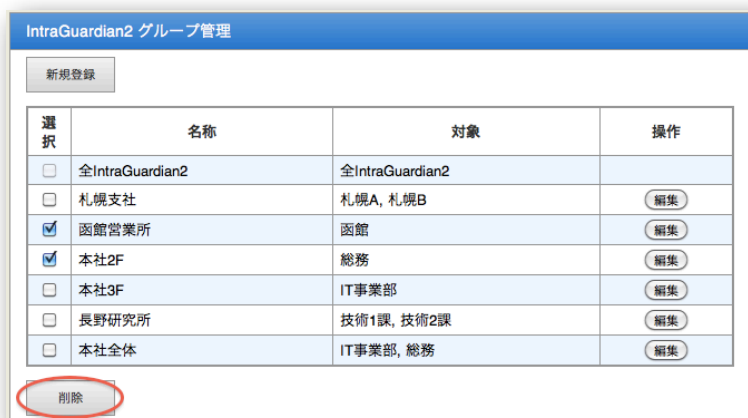 IntraGuardian2 グループ管理
新規登録
選択 名称 対象 操作
全IntraGuardian2 全IntraGuardian2
札幌支社 札幌A, 札幌B 編集
函館営業所 函館 編集
本社2F 総務 編集
本社3F IT事業部 編集
長野研究所 技術1課, 技術2課 編集
本社全体 IT事業部, 総務 編集
削除